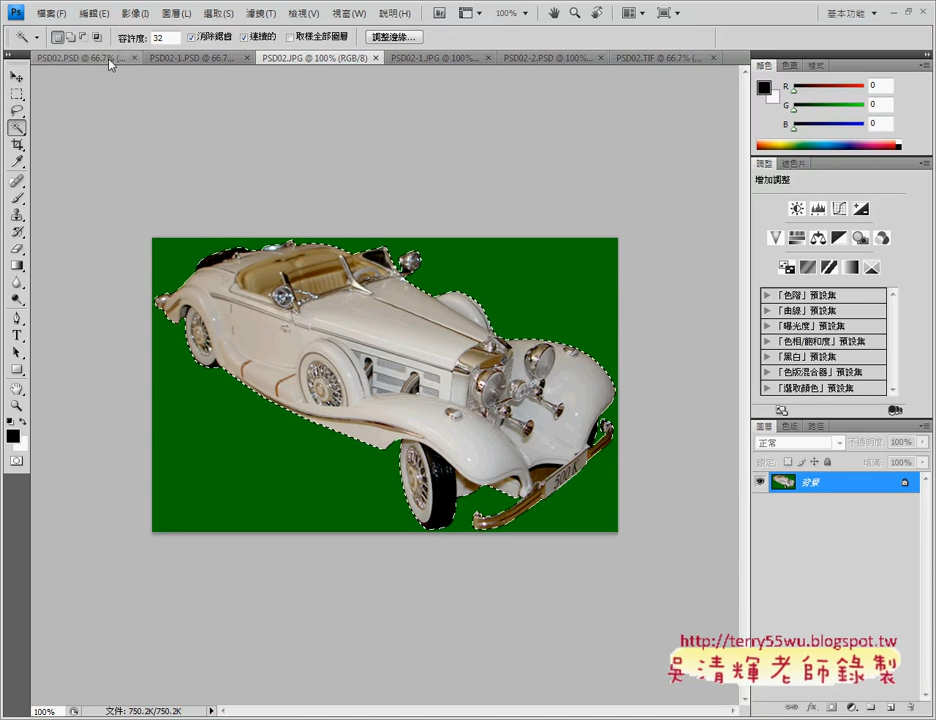 Ps 檔案(F) 編輯(E) 影像(I) 圖層(L) 選取(S) 濾鏡(T) 檢視(V) 視窗(W) 說明(H) Br 100% 基本功能
容許度: 32 消除鋸齒 連續的 取樣全部圖層 調整邊緣...
PSD02.PSD @ 66.7% (... PSD02-1.PSD @ 66.7... PSD02.JPG @ 100% (RGB/8) PSD02-1.JPG @ 100%... PSD02-2.PSD @ 100%... PSD02.TIF @ 66.7% (...
顏色 色票 樣式
R 0
G 0
B 0
調整 遮色片
增加調整
「色階」預設集
「曲線」預設集
「曝光度」預設集
「色相/飽和度」預設集
「黑白」預設集
「色版混合器」預設集
「選取顏色」預設集
圖層 色版 路徑
正常 不透明度: 100%
鎖定: 填滿: 100%
背景
500 K
http://terry55wu.blogspot.tw
吳清輝老師錄製
100% 文件: 750.2K/750.2K